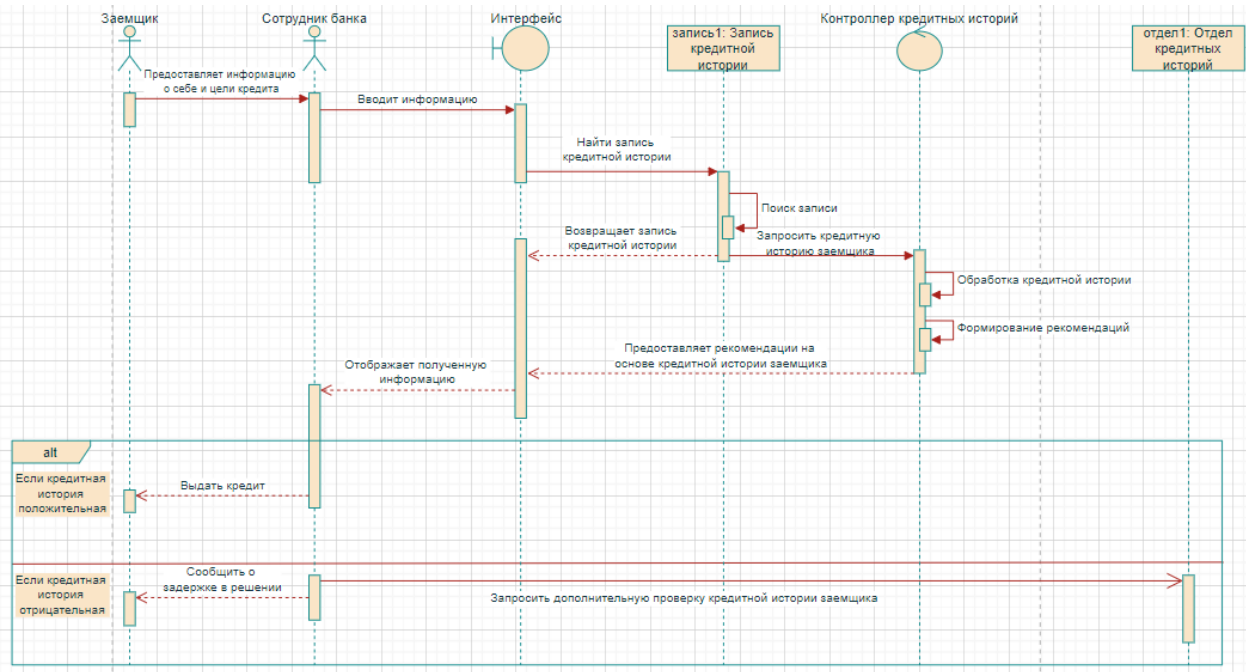 Заемщик
Сотрудник банка
Интерфейс
запись1: Запись
кредитной
истории
Контроллер кредитных историй
отдел1: Отдел
кредитных
историй
Предоставляет информацию
о себе и цели кредита
Вводит информацию
Найти запись
кредитной истории
Поиск записи
Возвращает запись
кредитной истории
Запросить кредитную
историю заемщика
Обработка кредитной истории
Формирование рекомендаций
Предоставляет рекомендации на
основе кредитной истории заемщика
Отображает полученную
информацию
alt
Если кредитная
история
положительная
Выдать кредит
Если кредитная
история
отрицательная
Сообщить о
задержке в решении
Запросить дополнительную проверку кредитной истории заемщика